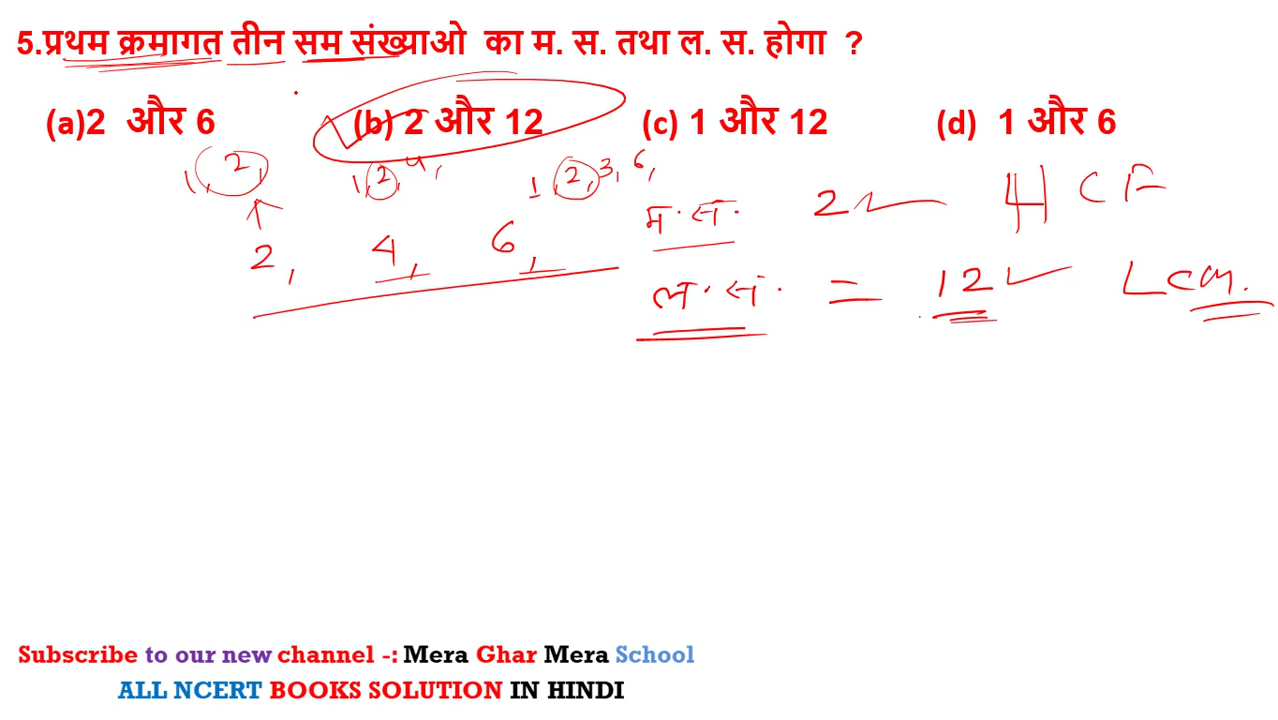 5.प्रथम क्रमागत तीन सम संख्याओ का म. स. तथा ल. स. होगा ?
(a)2 और 6 (b) 2 और 12 (c) 1 और 12 (d) 1 और 6
1, 2, 1, 2, 4, 1, 2, 3, 6,
म. स. 2 HCF
2, 4, 6,
ल. स. = 12 LCM.
Subscribe to our new channel -: Mera Ghar Mera School
ALL NCERT BOOKS SOLUTION IN HINDI